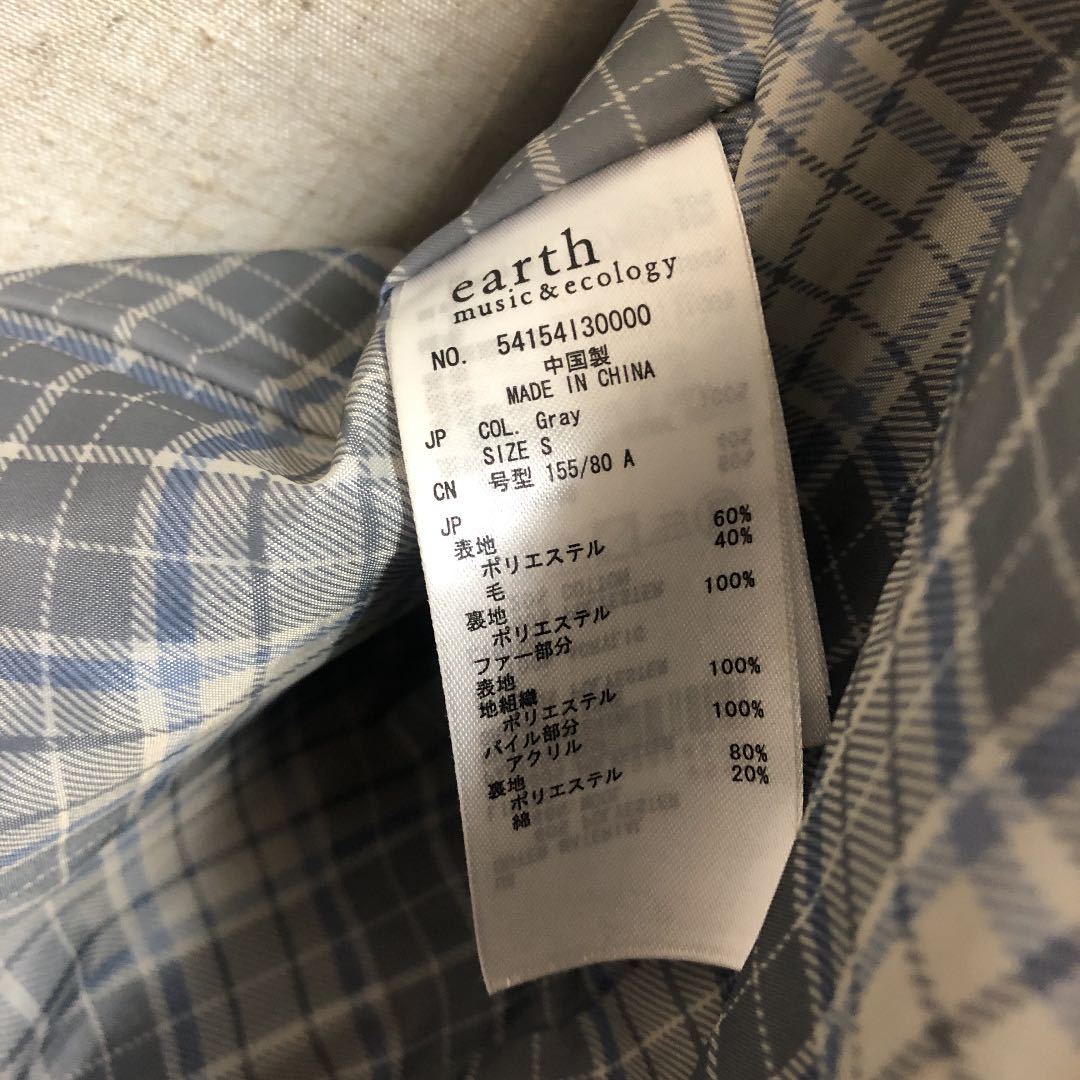 earth
music&ecology
NO. 54154130000
中国製
MADE IN CHINA
JP COL. Gray
SIZE S
CN 号型 155/80 A
JP
表地
ポリエステル 60%
毛 40%
裏地
ポリエステル 100%
ファー部分
表地
地組織
ポリエステル 100%
パイル部分
アクリル 100%
裏地
ポリエステル 80%
綿 20%